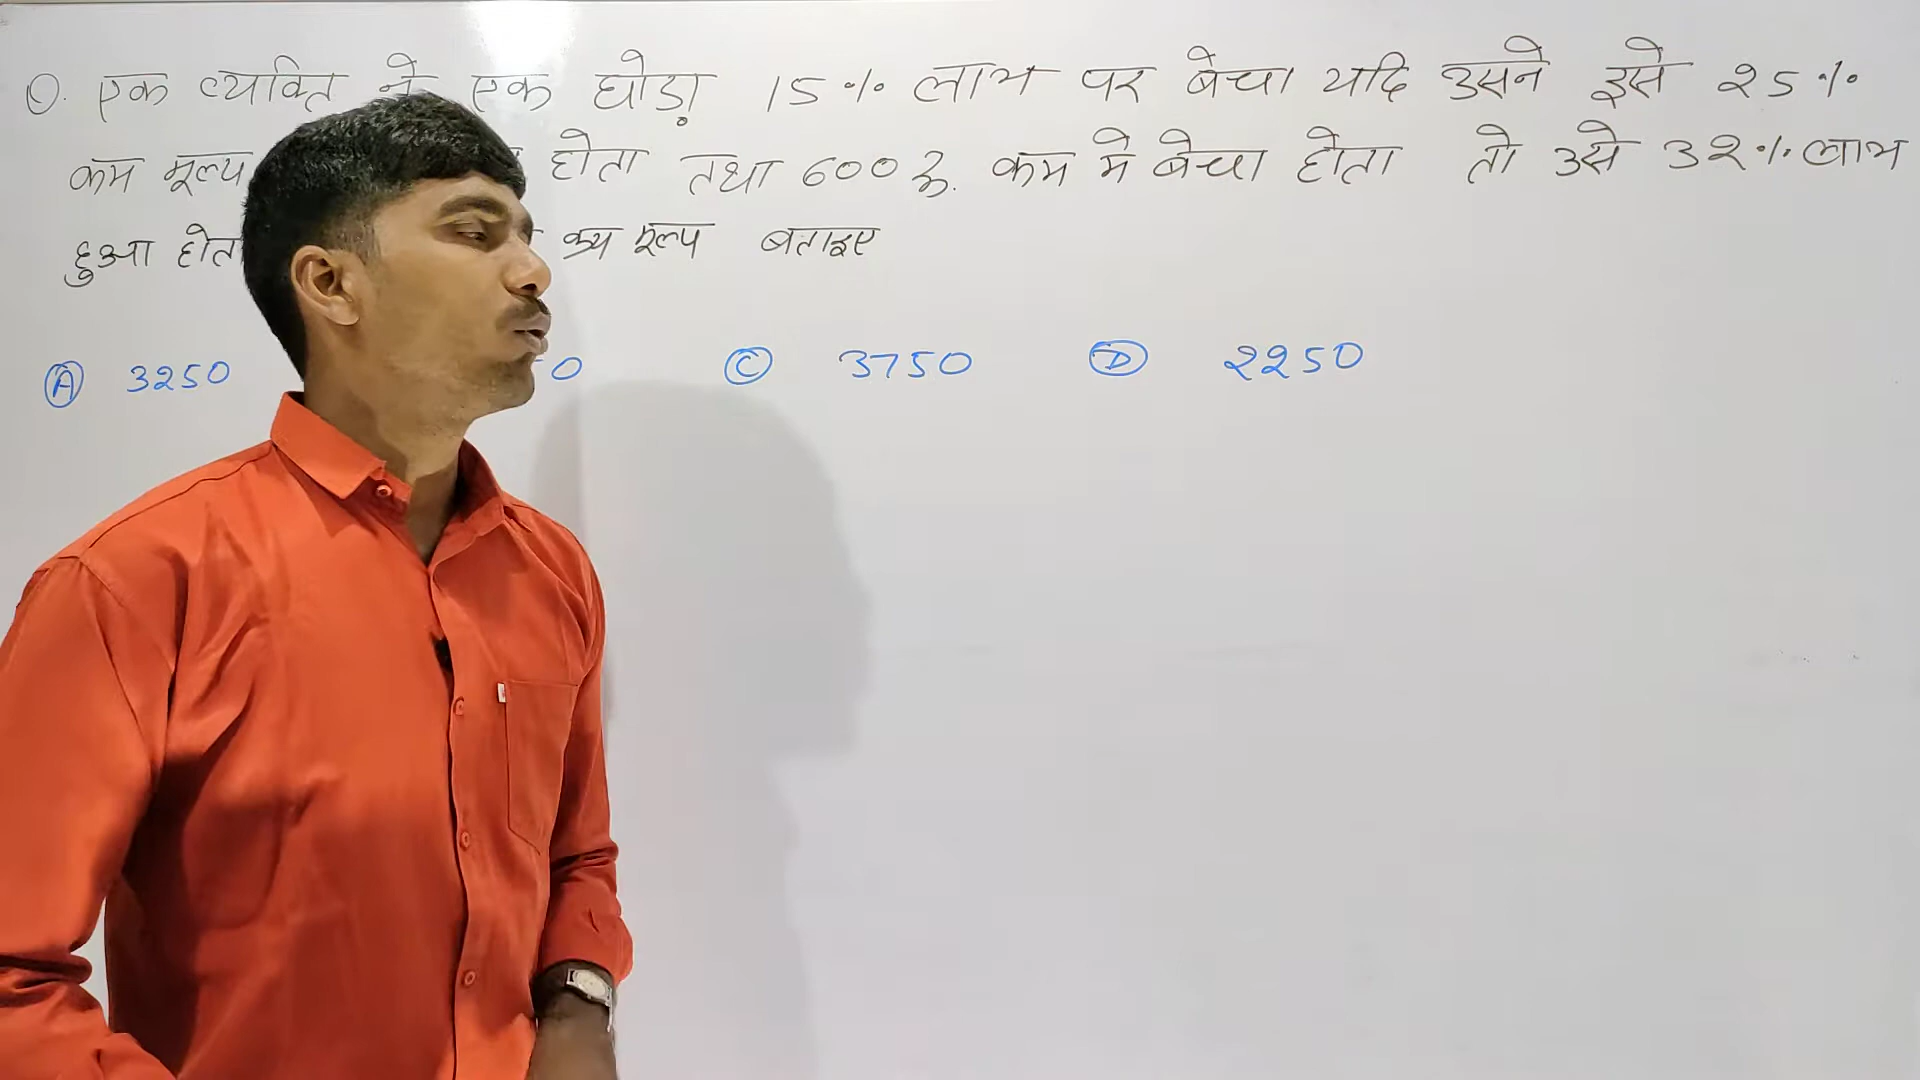 Q. एक व्यक्ति ने एक घोड़ा 15% लाभ पर बेचा यदि उसने इसे 25%
कम मूल्य होता तथा 600 रु. कम मे बेचा होता तो उसे 32% लाभ
हुआ क्रय मूल्य बताइए
(A) 3250 (C) 3750 (D) 2250